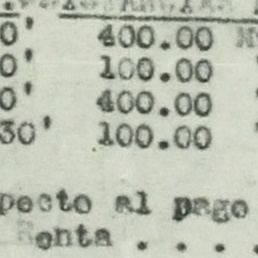 0' 400.00
0' 100.00
0' 400.00
30' 100.00
pecto al pago
Renta . . . .